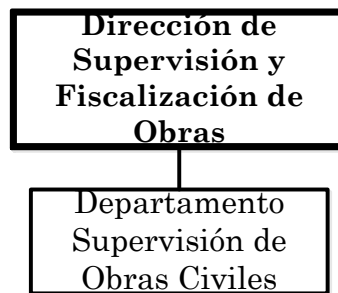 Dirección de
Supervisión y
Fiscalización de
Obras
Departamento
Supervisión de
Obras Civiles